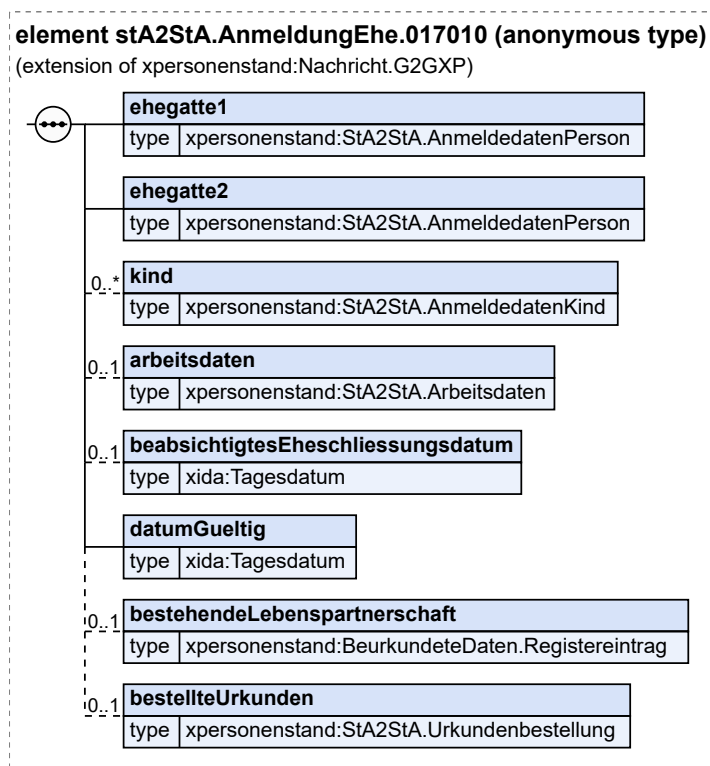 element stA2StA.AnmeldungEhe.017010 (anonymous type)
(extension of xpersonenstand:Nachricht.G2GXP)
ehegatte1
type xpersonenstand:StA2StA.AnmeldedatenPerson
ehegatte2
type xpersonenstand:StA2StA.AnmeldedatenPerson
0..* kind
type xpersonenstand:StA2StA.AnmeldedatenKind
0..1 arbeitsdaten
type xpersonenstand:StA2StA.Arbeitsdaten
0..1 beabsichtigtesEheschliessungsdatum
type xida:Tagesdatum
datumGueltig
type xida:Tagesdatum
0..1 bestehendeLebenspartnerschaft
type xpersonenstand:BeurkundeteDaten.Registereintrag
0..1 bestellteUrkunden
type xpersonenstand:StA2StA.Urkundenbestellung